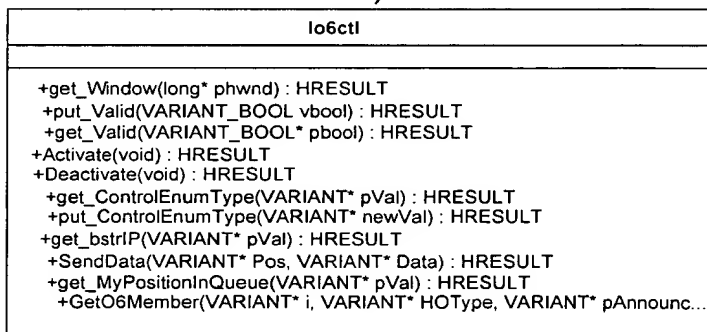 Io6ctl
+get_Window(long* phwnd) : HRESULT
+put_Valid(VARIANT_BOOL vbool) : HRESULT
+get_Valid(VARIANT_BOOL* pbool) : HRESULT
+Activate(void) : HRESULT
+Deactivate(void) : HRESULT
+get_ControlEnumType(VARIANT* pVal) : HRESULT
+put_ControlEnumType(VARIANT* newVal) : HRESULT
+get_bstrIP(VARIANT* pVal) : HRESULT
+SendData(VARIANT* Pos, VARIANT* Data) : HRESULT
+get_MyPositionInQueue(VARIANT* pVal) : HRESULT
+GetO6Member(VARIANT* i, VARIANT* HOType, VARIANT* pAnnounc...